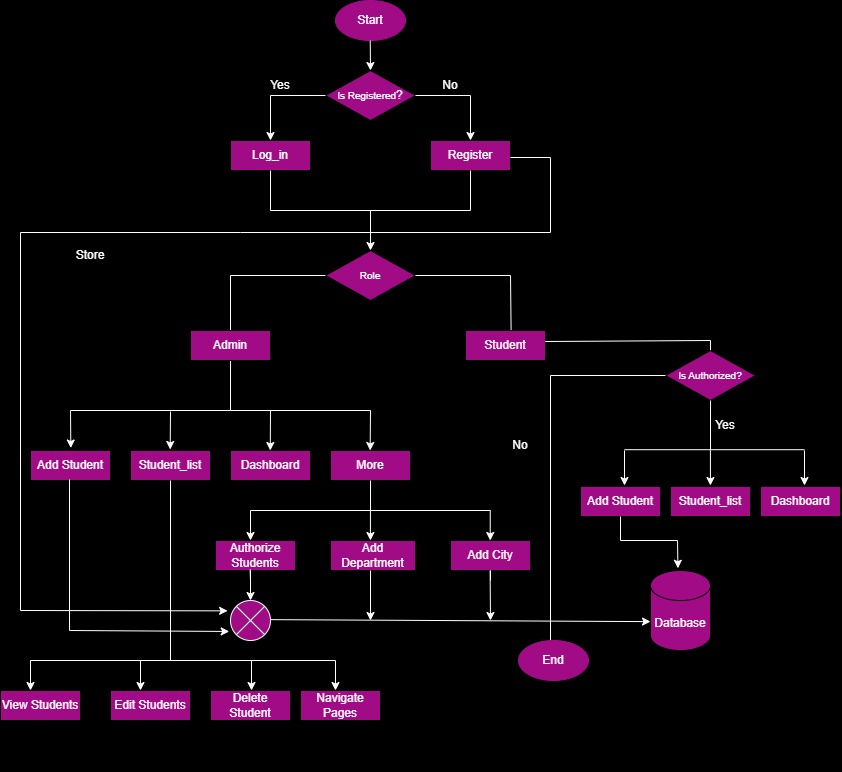 Start
Yes
No
Is Registered?
Log_in
Register
Store
Role
Admin
Student
Is Authorized?
Yes
No
Add Student
Student_list
Dashboard
More
Add Student
Student_list
Dashboard
Authorize
Students
Add
Department
Add City
Database
End
View Students
Edit Students
Delete
Student
Navigate
Pages